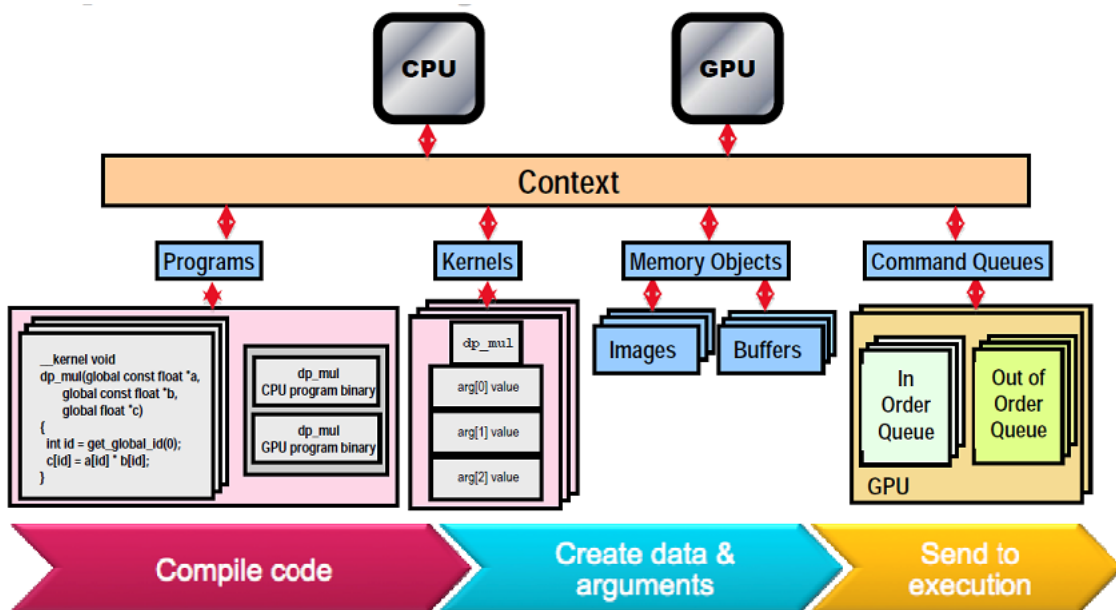 CPU
GPU
Context
Programs
Kernels
Memory Objects
Command Queues
__kernel void
dp_mul(global const float *a,
global const float *b,
global float *c)
{
int id = get_global_id(0);
c[id] = a[id] * b[id];
}
dp_mul
CPU program binary
dp_mul
GPU program binary
dp_mul
arg[0] value
arg[1] value
arg[2] value
Images
Buffers
In
Order
Queue
Out of
Order
Queue
GPU
Compile code
Create data &
arguments
Send to
execution